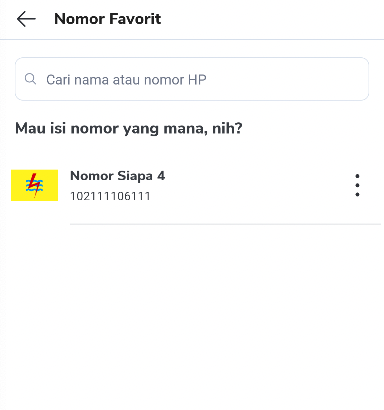 Nomor Favorit
Cari nama atau nomor HP
Mau isi nomor yang mana, nih?
Nomor Siapa 4
102111106111